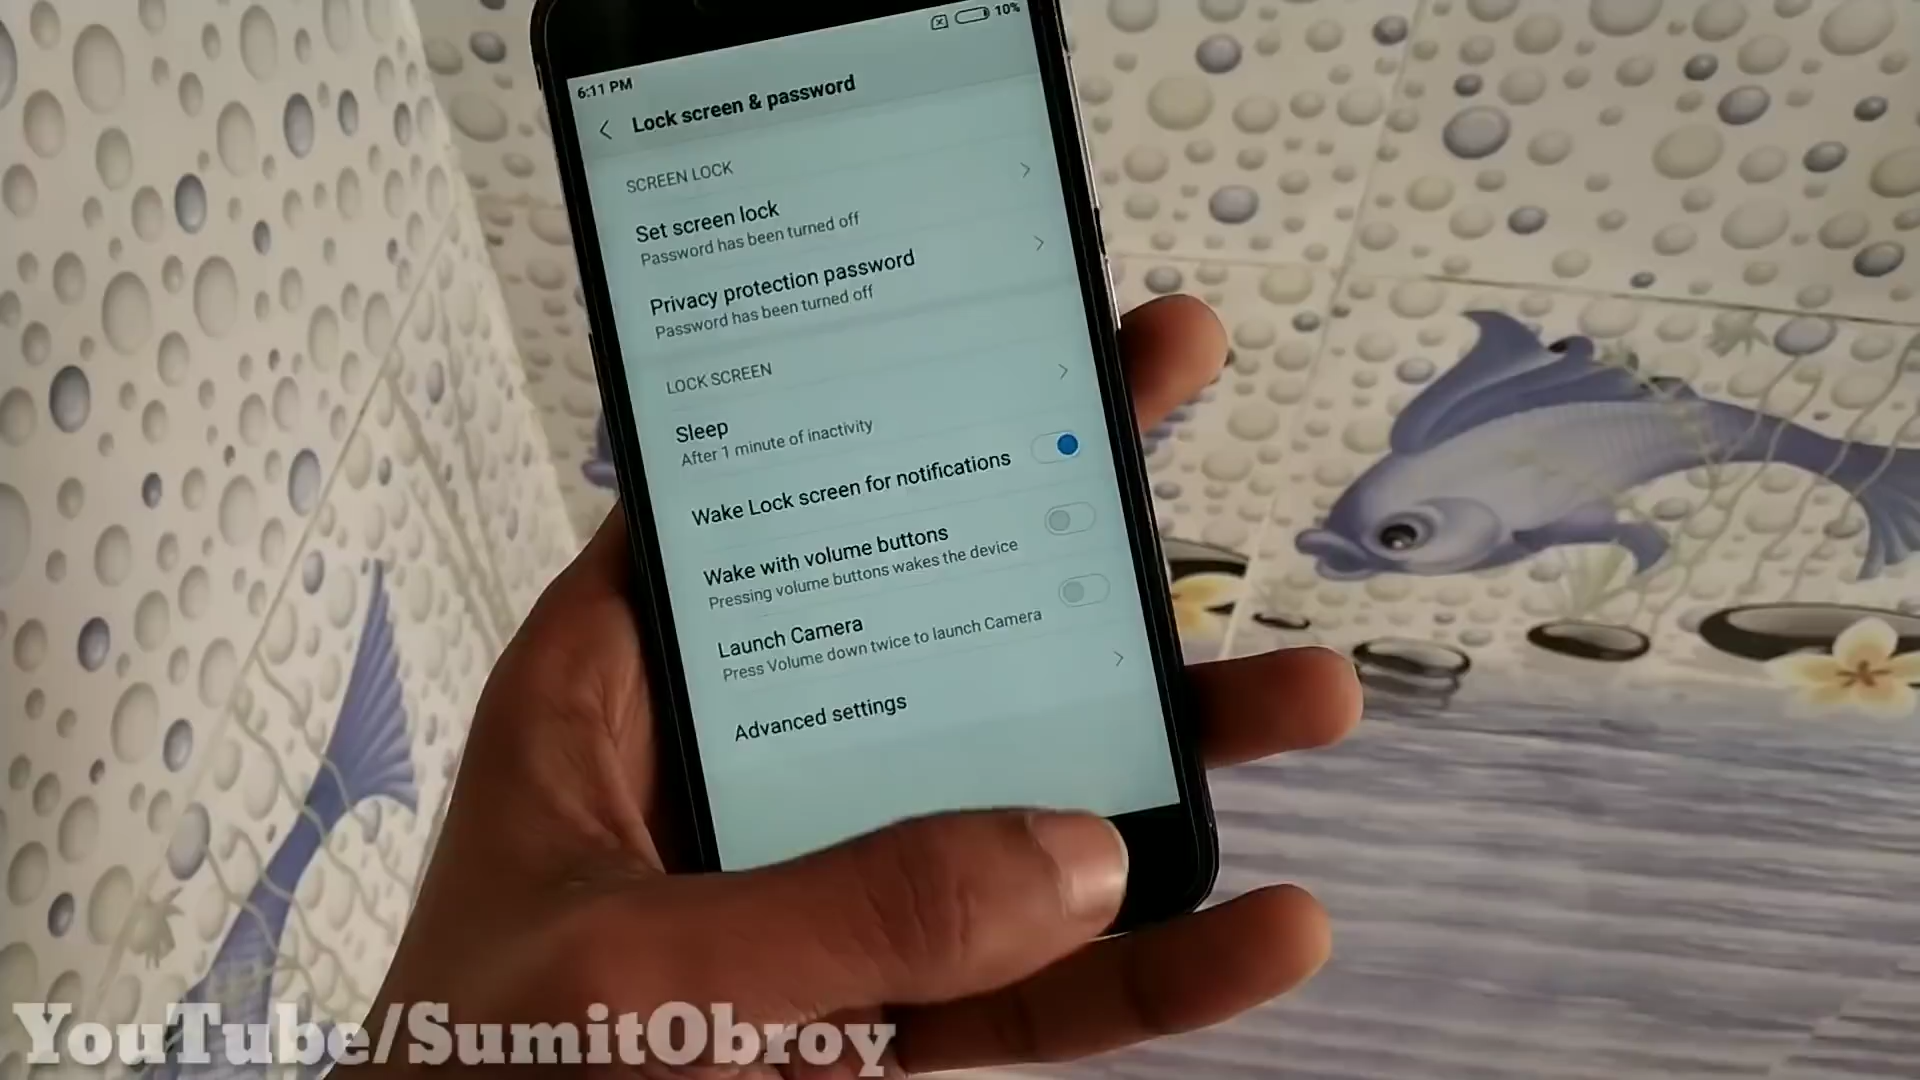 10%
6:11 PM
Lock screen & password
SCREEN LOCK
Set screen lock
Password has been turned off
Privacy protection password
Password has been turned off
LOCK SCREEN
Sleep
After 1 minute of inactivity
Wake Lock screen for notifications
Wake with volume buttons
Pressing volume buttons wakes the device
Launch Camera
Press Volume down twice to launch Camera
Advanced settings
YouTube/SumitObroy